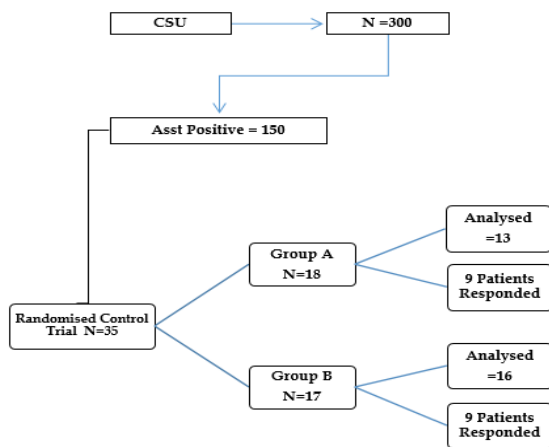 CSU
N =300
Asst Positive = 150
Randomised Control
Trial N=35
Group A
N=18
Analysed
=13
9 Patients
Responded
Group B
N=17
Analysed
=16
9 Patients
Responded